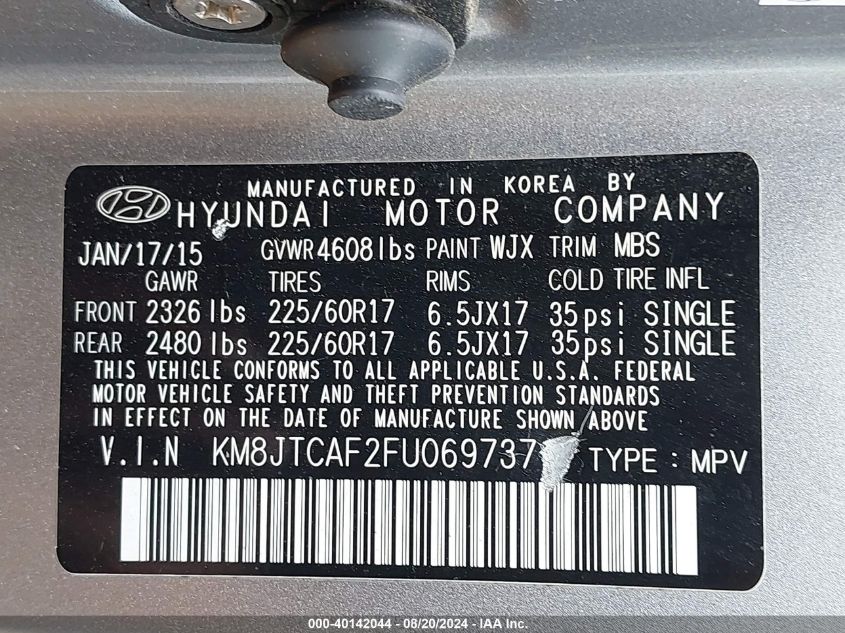 MANUFACTURED IN KOREA BY
HYUNDAI MOTOR COMPANY
JAN/17/15 GVWR 4608 lbs PAINT WJX TRIM MBS
GAWR TIRES RIMS COLD TIRE INFL
FRONT 2326 lbs 225/60R17 6.5JX17 35psi SINGLE
REAR 2480 lbs 225/60R17 6.5JX17 35psi SINGLE
THIS VEHICLE CONFORMS TO ALL APPLICABLE U.S.A. FEDERAL
MOTOR VEHICLE SAFETY AND THEFT PREVENTION STANDARDS
IN EFFECT ON THE DATE OF MANUFACTURE SHOWN ABOVE
V.I.N KM8JTCAF2FU069737 TYPE : MPV
000-40142044 - 08/20/2024 - IAA Inc.